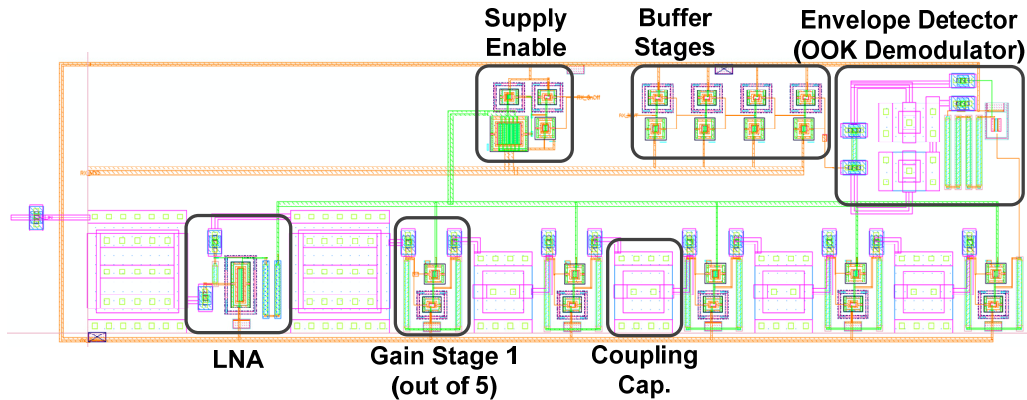 Supply
Enable
Buffer
Stages
Envelope Detector
(OOK Demodulator)
LNA
Gain Stage 1
(out of 5)
Coupling
Cap.